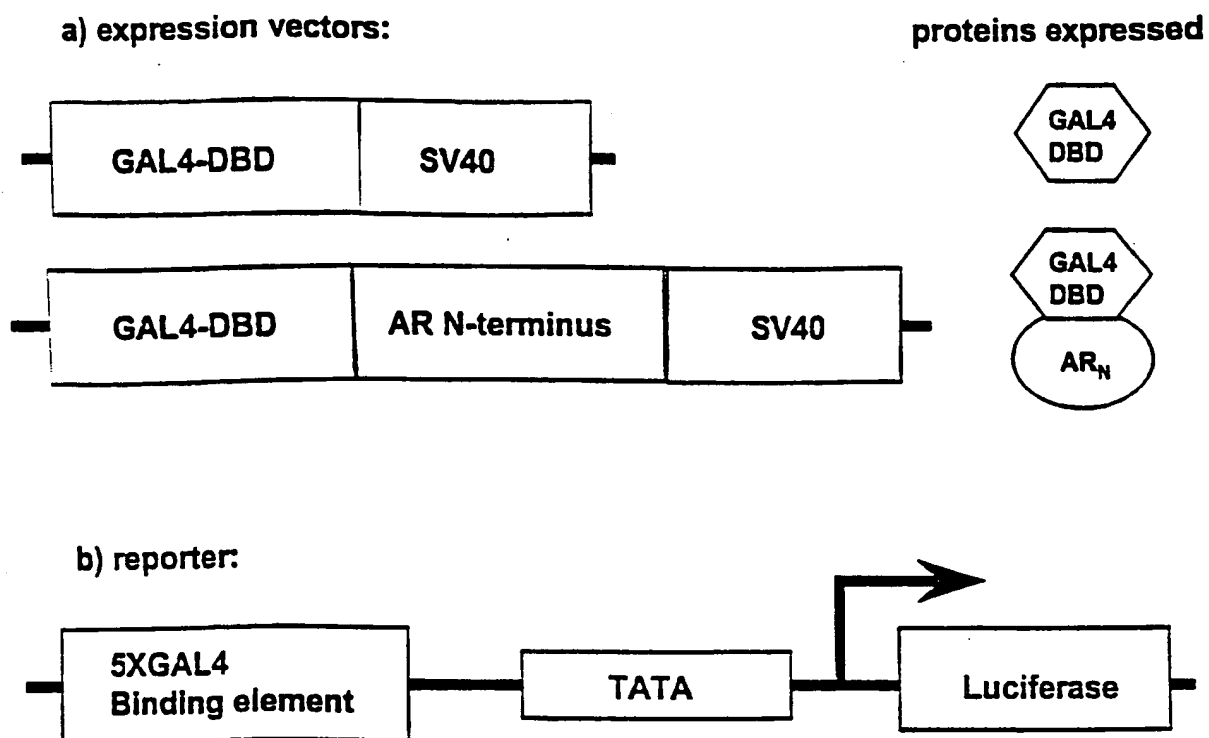 a) expression vectors:
proteins expressed
GAL4-DBD
SV40
GAL4
DBD
GAL4-DBD
AR N-terminus
SV40
GAL4
DBD
ARN
b) reporter:
5XGAL4
Binding element
TATA
Luciferase